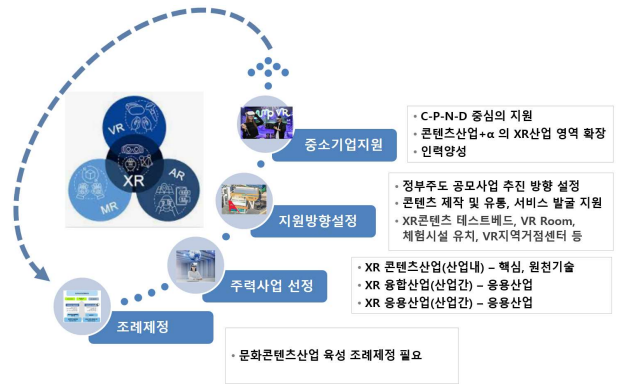 VR
XR
MR
AR
VR
중소기업지원
• C-P-N-D 중심의 지원
• 콘텐츠산업+α 의 XR산업 영역 확장
• 인력양성
지원방향설정
• 정부주도 공모사업 추진 방향 설정
• 콘텐츠 제작 및 유통, 서비스 발굴 지원
• XR콘텐츠 테스트베드, VR Room,
체험시설 유치, VR지역거점센터 등
주력사업 선정
• XR 콘텐츠산업(산업내) – 핵심, 원천기술
• XR 융합산업(산업간) – 응용산업
• XR 응용산업(산업간) – 응용산업
조례제정
• 문화콘텐츠산업 육성 조례제정 필요